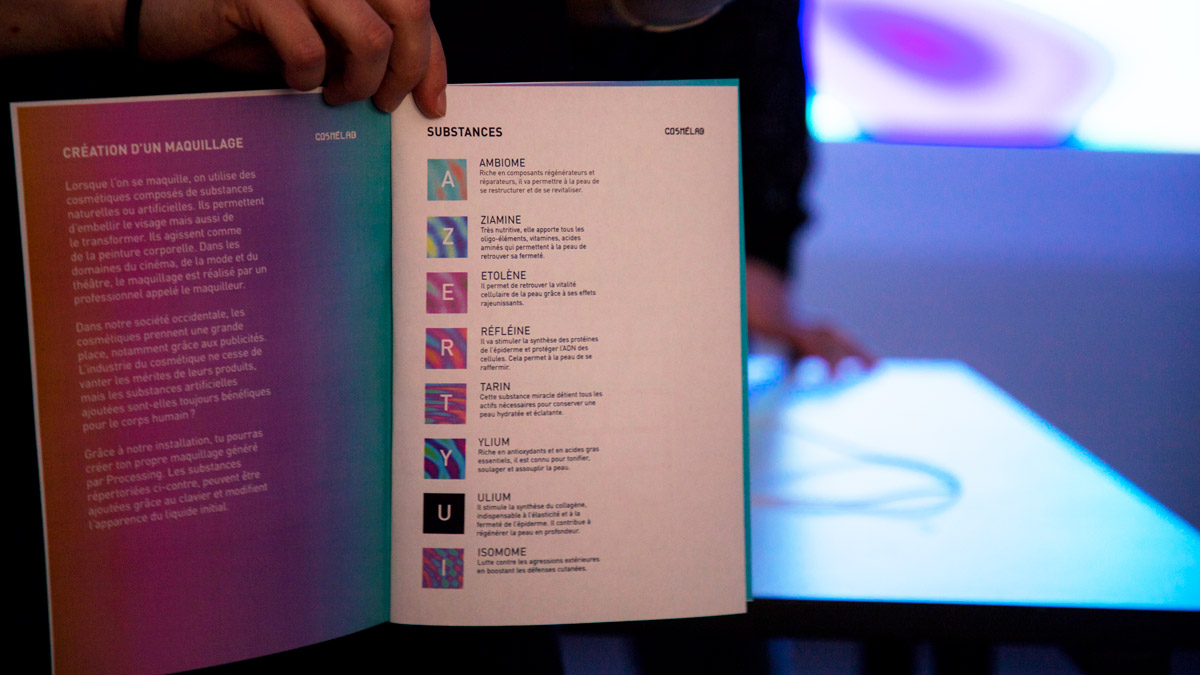 CRÉATION D'UN MAQUILLAGE
COSMÉLAB
Lorsque l'on se maquille, on utilise des
cosmétiques composés de substances
naturelles ou artificielles. Ils permettent
d'embellir le visage mais aussi de
le transformer. Ils agissent comme
de la peinture corporelle. Dans les
domaines du cinéma, de la mode et du
théâtre, le maquillage est réalisé par un
professionnel appelé le maquilleur.
Dans notre société occidentale, les
cosmétiques prennent une grande
place, notamment grâce aux publicités.
L'industrie du cosmétique ne cesse de
vanter les mérites de leurs produits,
mais les substances artificielles
ajoutées sont-elles toujours bénéfiques
pour le corps humain ?
Grâce à notre installation, tu pourras
créer ton propre maquillage généré
par Processing. Les substances
répertoriées ci-contre, peuvent être
ajoutées grâce au clavier et modifient
l'apparence du liquide initial.
SUBSTANCES
COSMÉLAB
A
AMBIOME
Riche en composants régénérateurs et
réparateurs, il va permettre à la peau de
se restructurer et de se revitaliser.
Z
ZIAMINE
Très nutritive, elle apporte tous les
oligo-éléments, vitamines, acides
aminés qui permettent à la peau de
retrouver sa fermeté.
E
ETOLÈNE
Il permet de retrouver la vitalité
cellulaire de la peau grâce à ses effets
rajeunissants.
R
RÉFLÉINE
Il va stimuler la synthèse des protéines
de l'épiderme et protéger l'ADN des
cellules. Cela permet à la peau de se
raffermir.
T
TARIN
Cette substance miracle détient tous les
actifs nécessaires pour conserver une
peau hydratée et éclatante.
Y
YLIUM
Riche en antioxydants et en acides gras
essentiels, il est connu pour tonifier,
soulager et assouplir la peau.
U
ULIUM
Il stimule la synthèse du collagène,
indispensable à l'élasticité et à la
fermeté de l'épiderme. Il contribue à
régénérer la peau en profondeur.
I
ISOMOME
Lutte contre les agressions extérieures
en boostant les défenses cutanées.